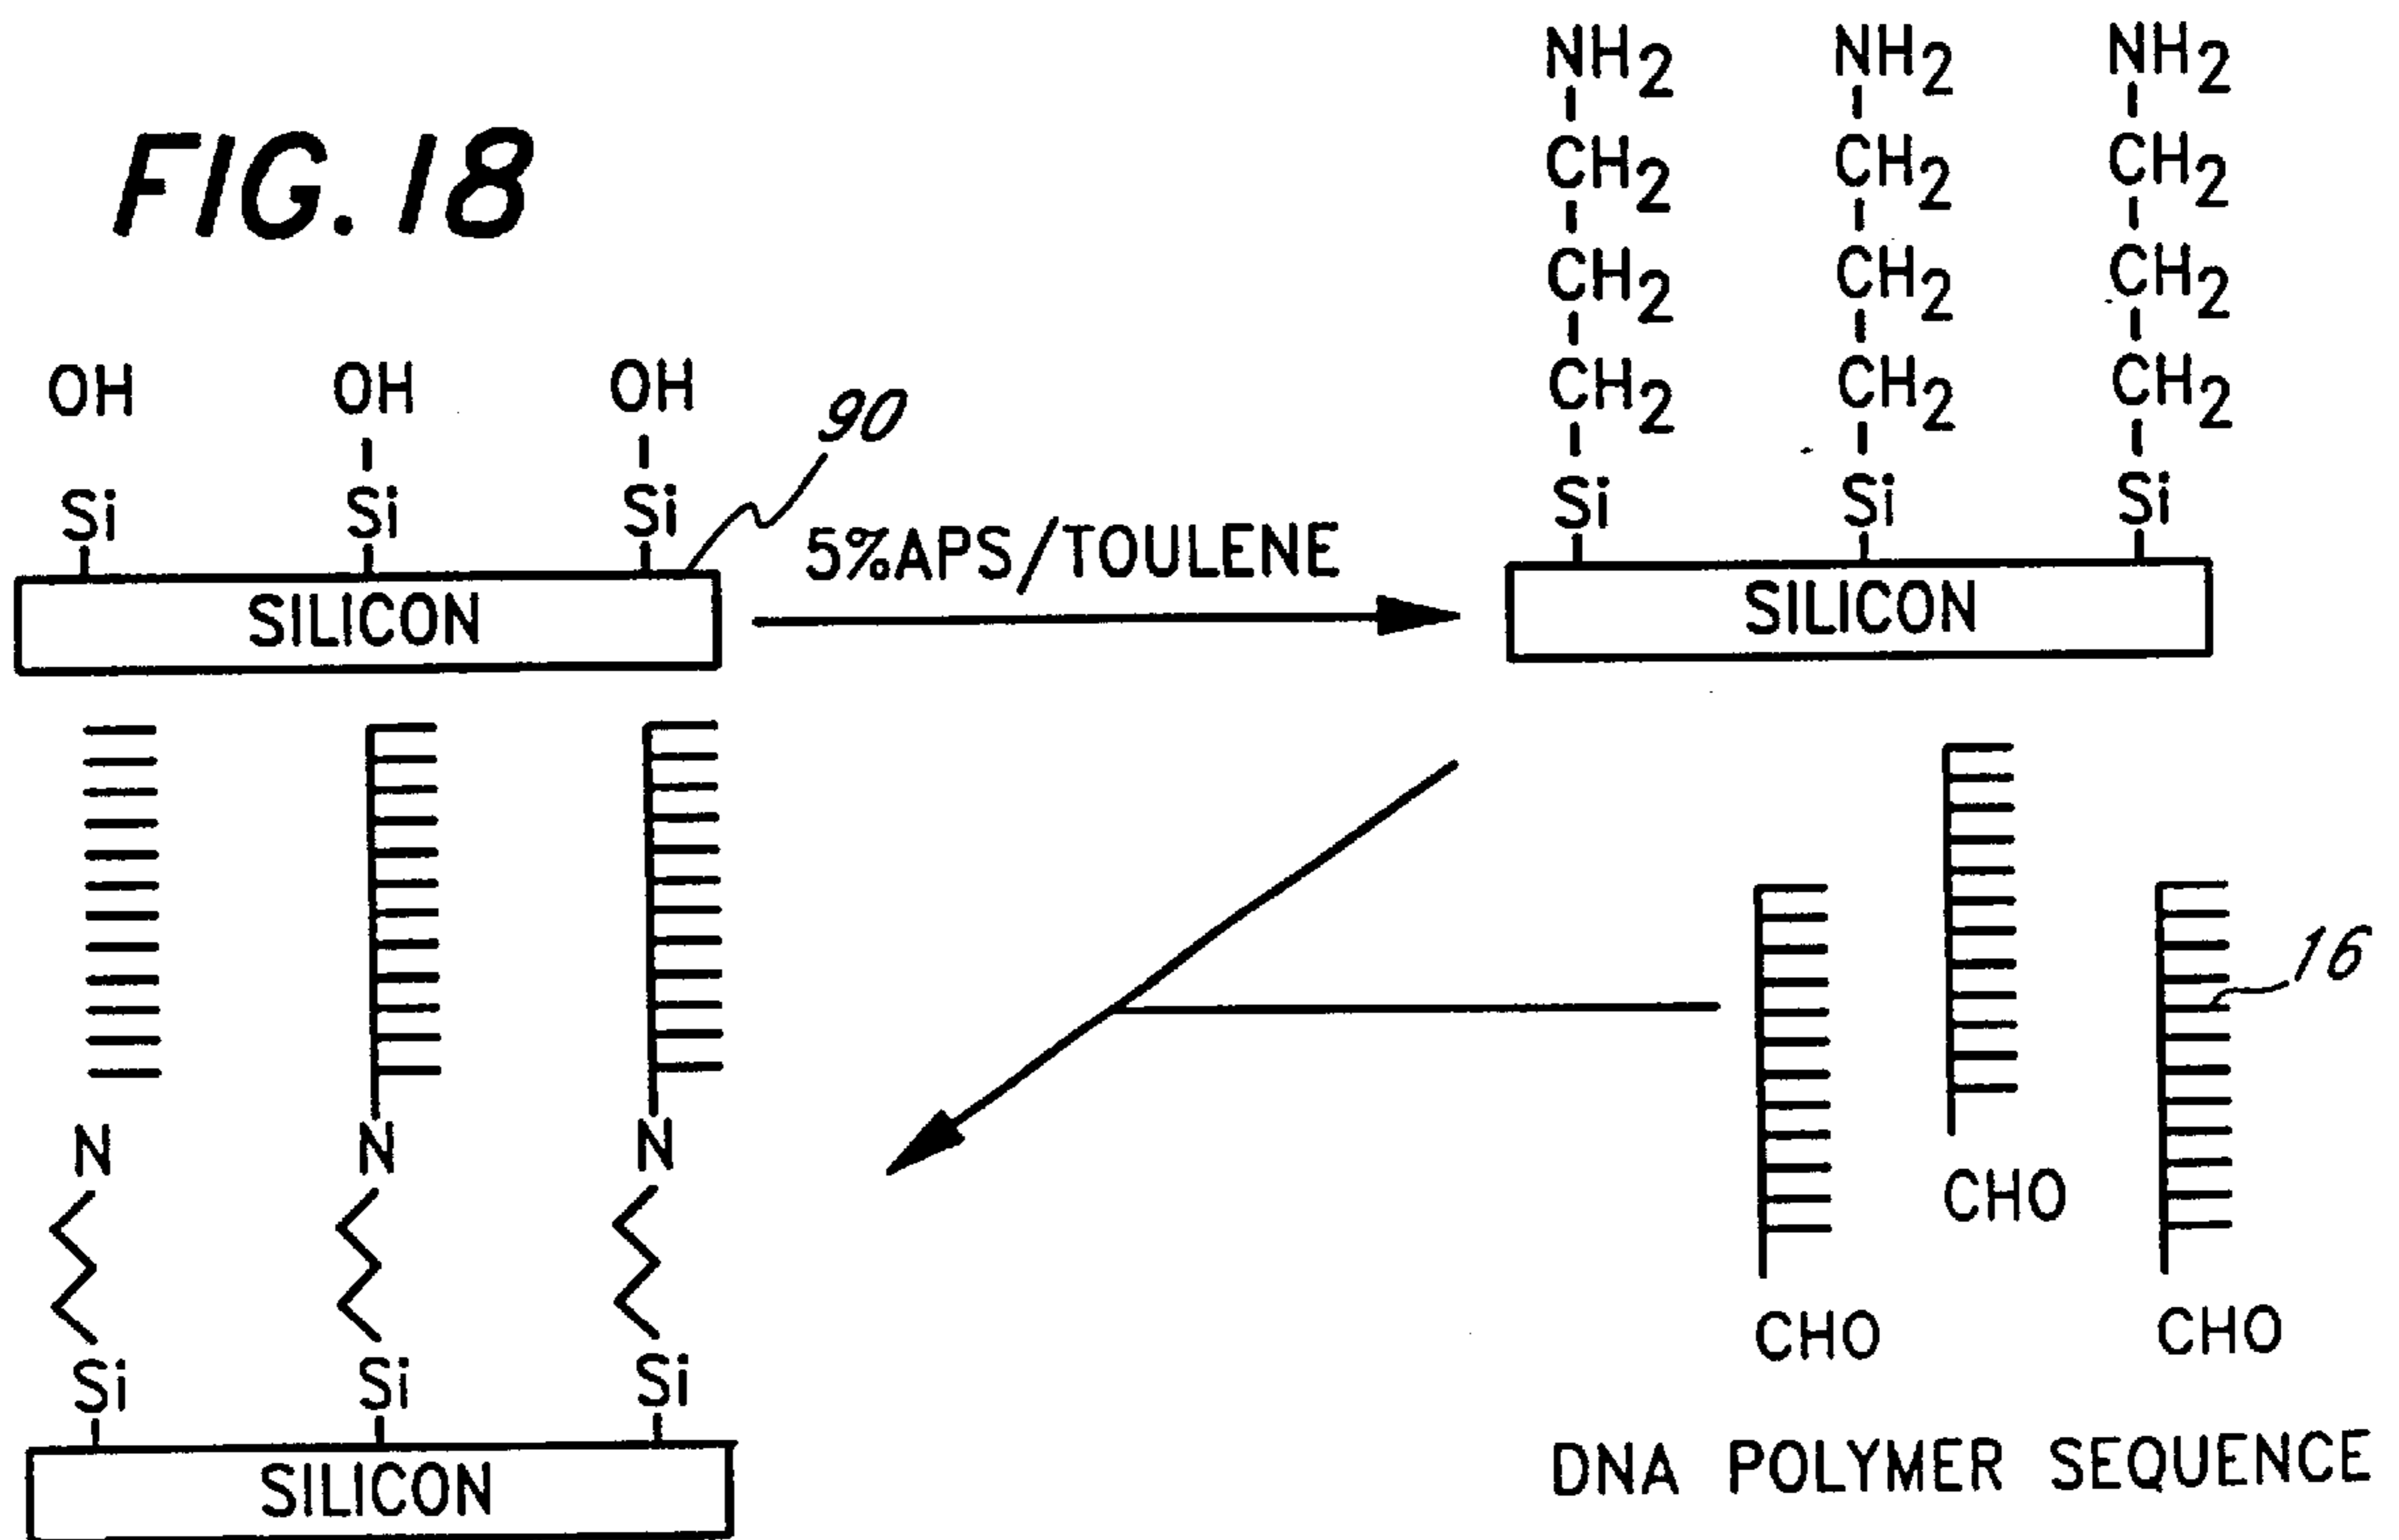 FIG. 18
NH2 NH2 NH2
CH2 CH2 CH2
CH2 CH2 CH2
CH2 CH2 CH2
Si Si Si
SILICON
OH OH OH
90
Si Si Si
5%APS/TOULENE
SILICON
16
CHO
CHO CHO
DNA POLYMER SEQUENCE
N N N
Si Si Si
SILICON